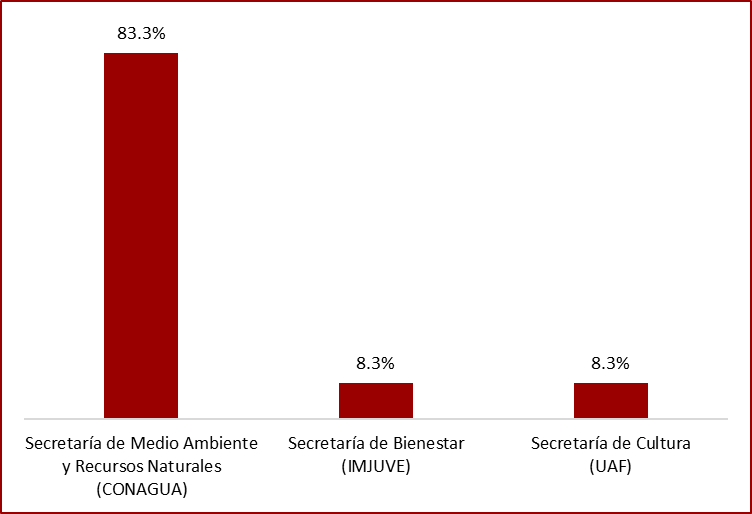 83.3%
8.3%
8.3%
Secretaría de Medio Ambiente
y Recursos Naturales
(CONAGUA)
Secretaría de Bienestar
(IMJUVE)
Secretaría de Cultura
(UAF)